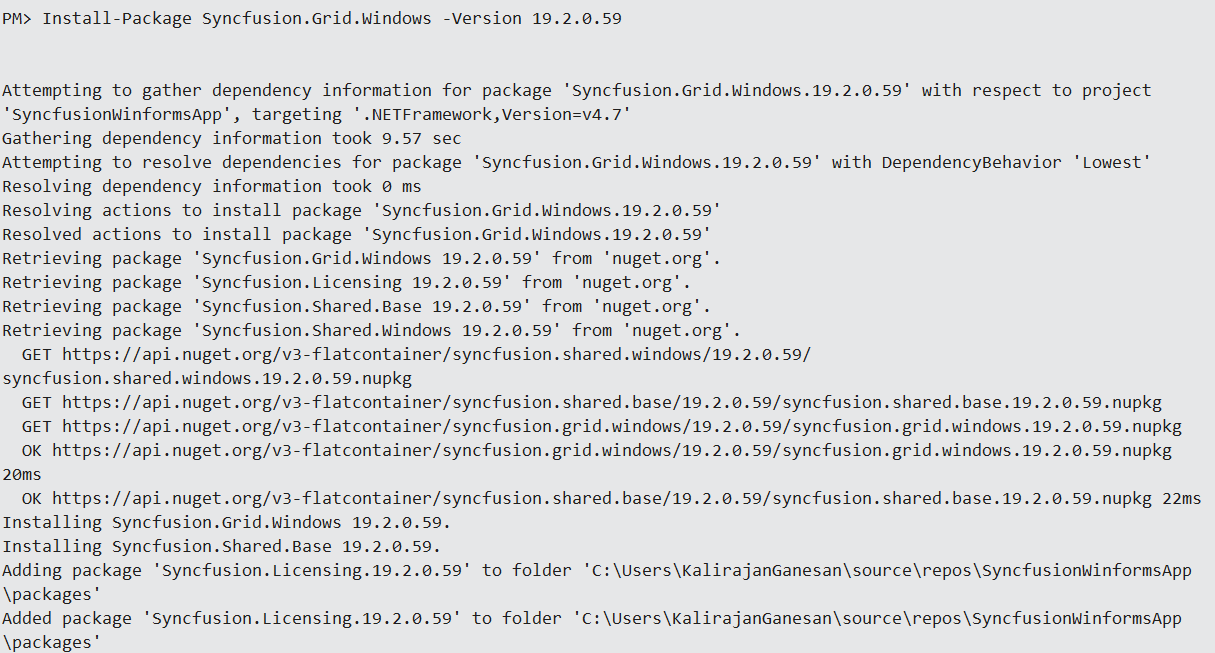 PM> Install-Package Syncfusion.Grid.Windows -Version 19.2.0.59
Attempting to gather dependency information for package 'Syncfusion.Grid.Windows.19.2.0.59' with respect to project
'SyncfusionWinformsApp', targeting '.NETFramework,Version=v4.7'
Gathering dependency information took 9.57 sec
Attempting to resolve dependencies for package 'Syncfusion.Grid.Windows.19.2.0.59' with DependencyBehavior 'Lowest'
Resolving dependency information took 0 ms
Resolving actions to install package 'Syncfusion.Grid.Windows.19.2.0.59'
Resolved actions to install package 'Syncfusion.Grid.Windows.19.2.0.59'
Retrieving package 'Syncfusion.Grid.Windows 19.2.0.59' from 'nuget.org'.
Retrieving package 'Syncfusion.Licensing 19.2.0.59' from 'nuget.org'.
Retrieving package 'Syncfusion.Shared.Base 19.2.0.59' from 'nuget.org'.
Retrieving package 'Syncfusion.Shared.Windows 19.2.0.59' from 'nuget.org'.
  GET https://api.nuget.org/v3-flatcontainer/syncfusion.shared.windows/19.2.0.59/
syncfusion.shared.windows.19.2.0.59.nupkg
  GET https://api.nuget.org/v3-flatcontainer/syncfusion.shared.base/19.2.0.59/syncfusion.shared.base.19.2.0.59.nupkg
  GET https://api.nuget.org/v3-flatcontainer/syncfusion.grid.windows/19.2.0.59/syncfusion.grid.windows.19.2.0.59.nupkg
  OK https://api.nuget.org/v3-flatcontainer/syncfusion.grid.windows/19.2.0.59/syncfusion.grid.windows.19.2.0.59.nupkg
20ms
  OK https://api.nuget.org/v3-flatcontainer/syncfusion.shared.base/19.2.0.59/syncfusion.shared.base.19.2.0.59.nupkg 22ms
Installing Syncfusion.Grid.Windows 19.2.0.59.
Installing Syncfusion.Shared.Base 19.2.0.59.
Adding package 'Syncfusion.Licensing.19.2.0.59' to folder 'C:\Users\KalirajanGanesan\source\repos\SyncfusionWinformsApp
\packages'
Added package 'Syncfusion.Licensing.19.2.0.59' to folder 'C:\Users\KalirajanGanesan\source\repos\SyncfusionWinformsApp
\packages'